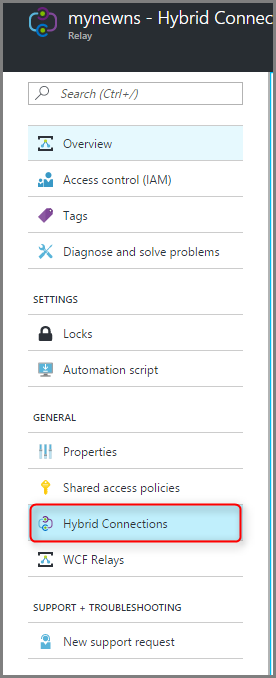 mynewns - Hybrid Connec
Relay
Search (Ctrl+/)
Overview
Access control (IAM)
Tags
Diagnose and solve problems
SETTINGS
Locks
Automation script
GENERAL
Properties
Shared access policies
Hybrid Connections
WCF Relays
SUPPORT + TROUBLESHOOTING
New support request